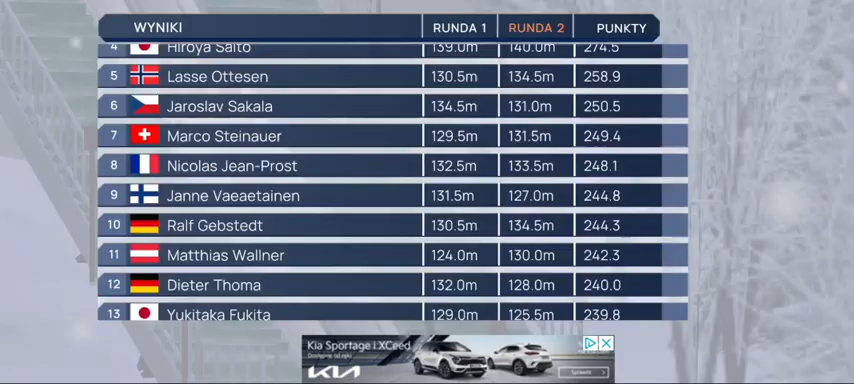 WYNIKI RUNDA 1 RUNDA 2 PUNKTY
4 Hiroya Saito 139.0m 140.0m 274.5
5 Lasse Ottesen 130.5m 134.5m 258.9
6 Jaroslav Sakala 134.5m 131.0m 250.5
7 Marco Steinauer 129.5m 131.5m 249.4
8 Nicolas Jean-Prost 132.5m 133.5m 248.1
9 Janne Vaeaetainen 131.5m 127.0m 244.8
10 Ralf Gebstedt 130.5m 134.5m 244.3
11 Matthias Wallner 124.0m 130.0m 242.3
12 Dieter Thoma 132.0m 128.0m 240.0
13 Yukitaka Fukita 129.0m 125.5m 239.8
Kia Sportage i XCeed
Dostępne od ręki
KIA
Sprawdź